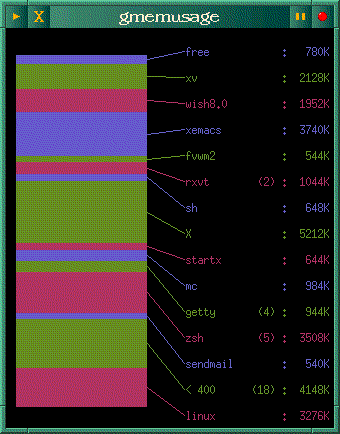 gmemusage
free : 780K
xv : 2128K
wish8.0 : 1952K
xemacs : 3740K
fvwm2 : 544K
rxvt (2) : 1044K
sh : 648K
X : 5212K
startx : 644K
mc : 984K
getty (4) : 944K
zsh (5) : 3508K
sendmail : 540K
< 400 (18) : 4148K
linux : 3276K